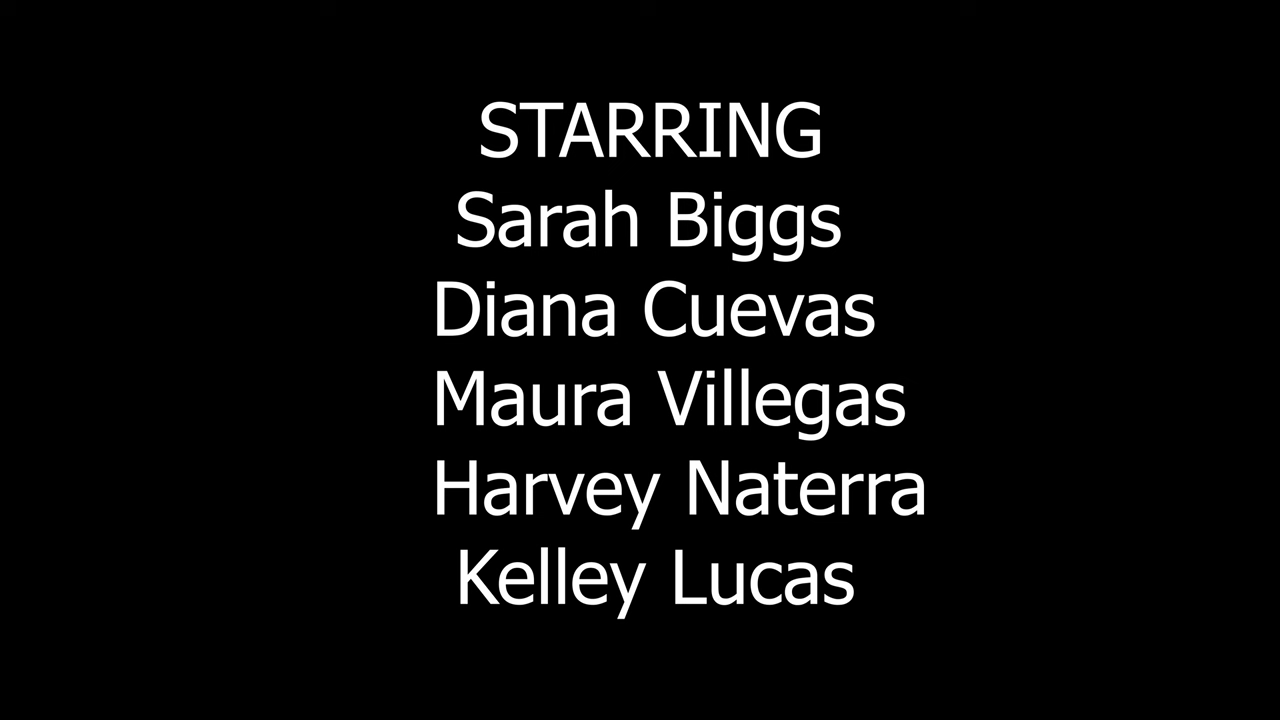 STARRING
Sarah Biggs
Diana Cuevas
Maura Villegas
Harvey Naterra
Kelley Lucas